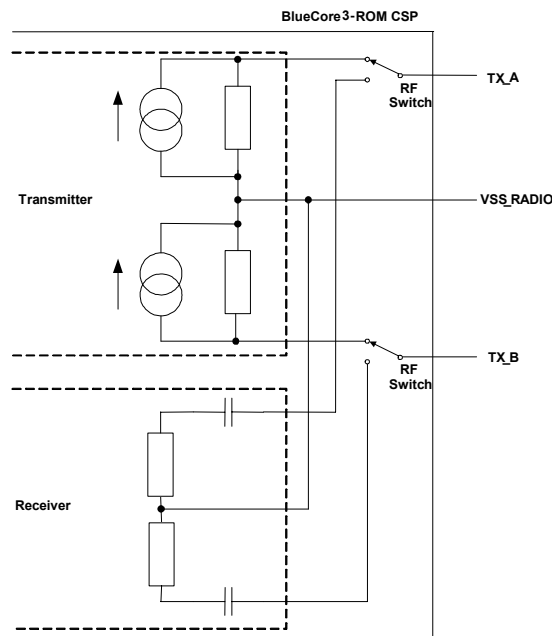 BlueCore3-ROM CSP
TX_A
RF
Switch
Transmitter
VSS_RADIO
TX_B
RF
Switch
Receiver